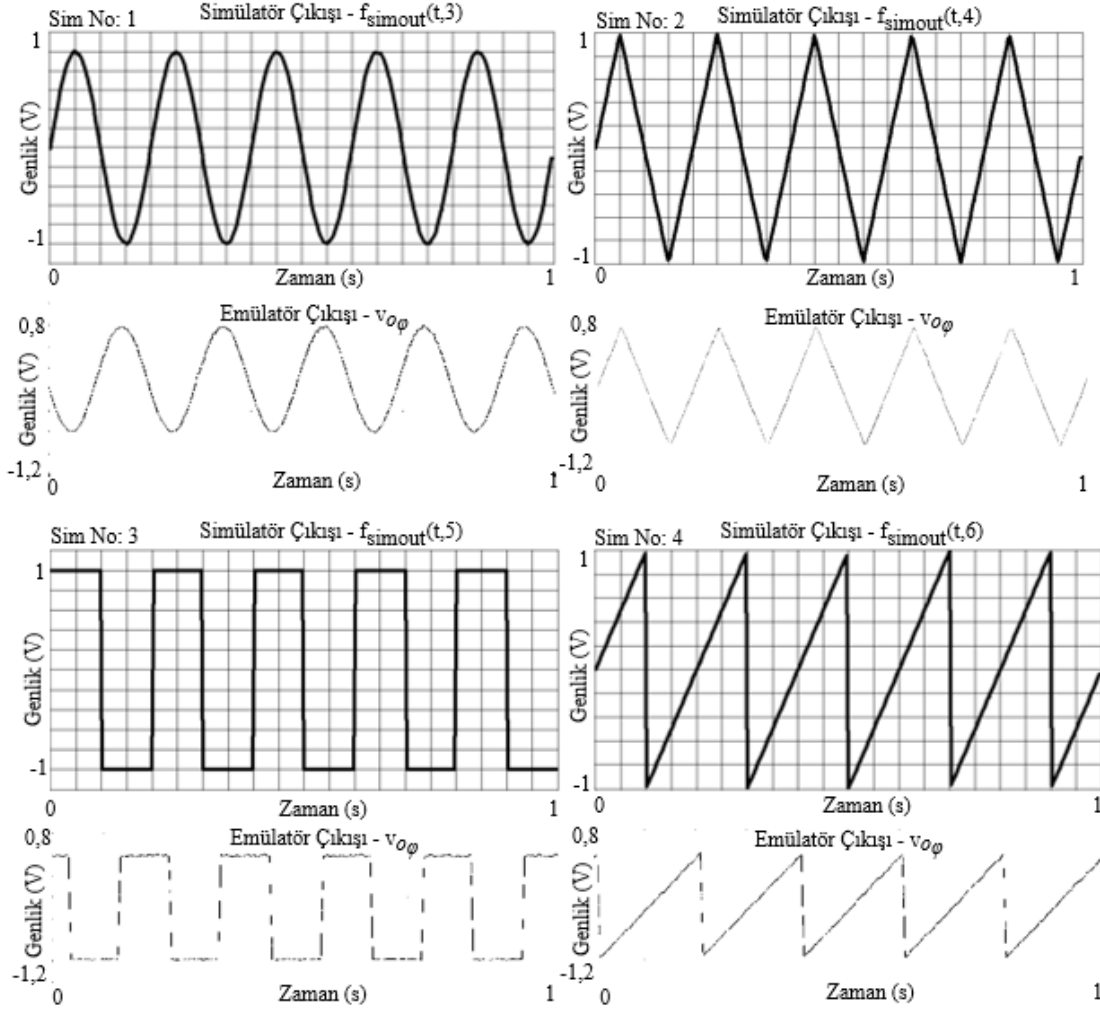 Sim No: 1
Simülatör Çıkışı - fsimout(t,3)
1
Genlik (V)
-1
0
Zaman (s)
1
Emülatör Çıkışı - voφ
0,8
Genlik (V)
-1,2
0
Zaman (s)
1
Sim No: 2
Simülatör Çıkışı - fsimout(t,4)
1
Genlik (V)
-1
0
Zaman (s)
1
Emülatör Çıkışı - voφ
0,8
Genlik (V)
-1,2
0
Zaman (s)
1
Sim No: 3
Simülatör Çıkışı - fsimout(t,5)
1
Genlik (V)
-1
0
Zaman (s)
1
Emülatör Çıkışı - voφ
0,8
Genlik (V)
-1,2
0
Zaman (s)
1
Sim No: 4
Simülatör Çıkışı - fsimout(t,6)
1
Genlik (V)
-1
0
Zaman (s)
1
Emülatör Çıkışı - voφ
0,8
Genlik (V)
-1,2
0
Zaman (s)
1